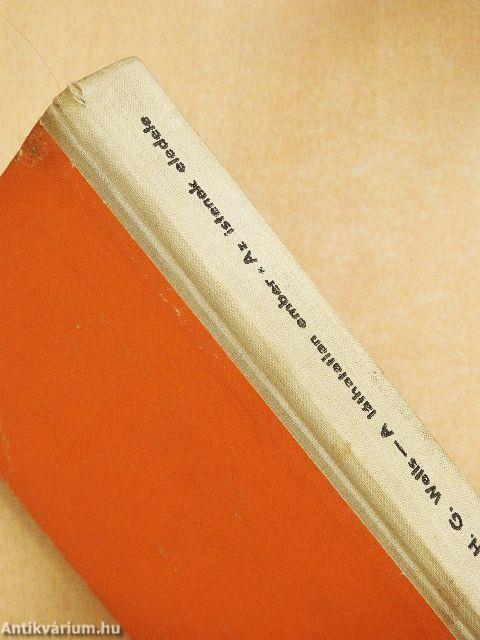 H. G. Wells – A láthatatlan ember * Az istenek eledele
Antikvárium.hu